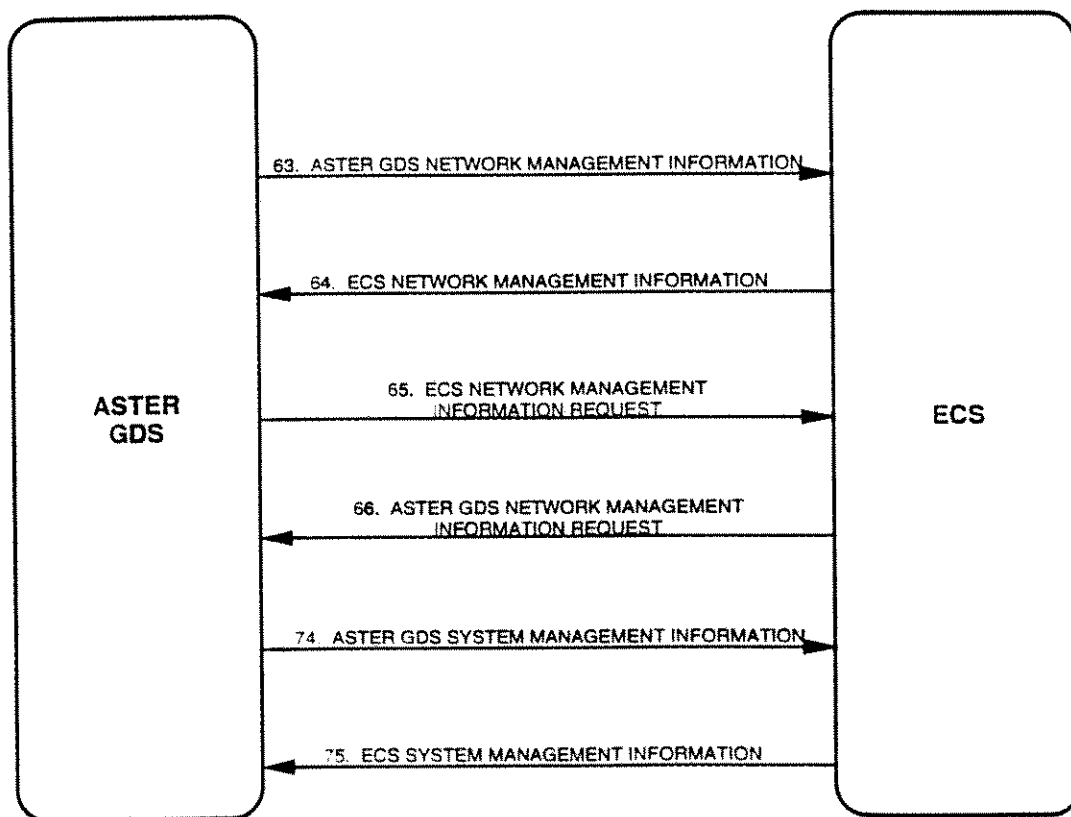 63. ASTER GDS NETWORK MANAGEMENT INFORMATION
64. ECS NETWORK MANAGEMENT INFORMATION
65. ECS NETWORK MANAGEMENT
INFORMATION REQUEST
ASTER
GDS
ECS
66. ASTER GDS NETWORK MANAGEMENT
INFORMATION REQUEST
74. ASTER GDS SYSTEM MANAGEMENT INFORMATION
75. ECS SYSTEM MANAGEMENT INFORMATION